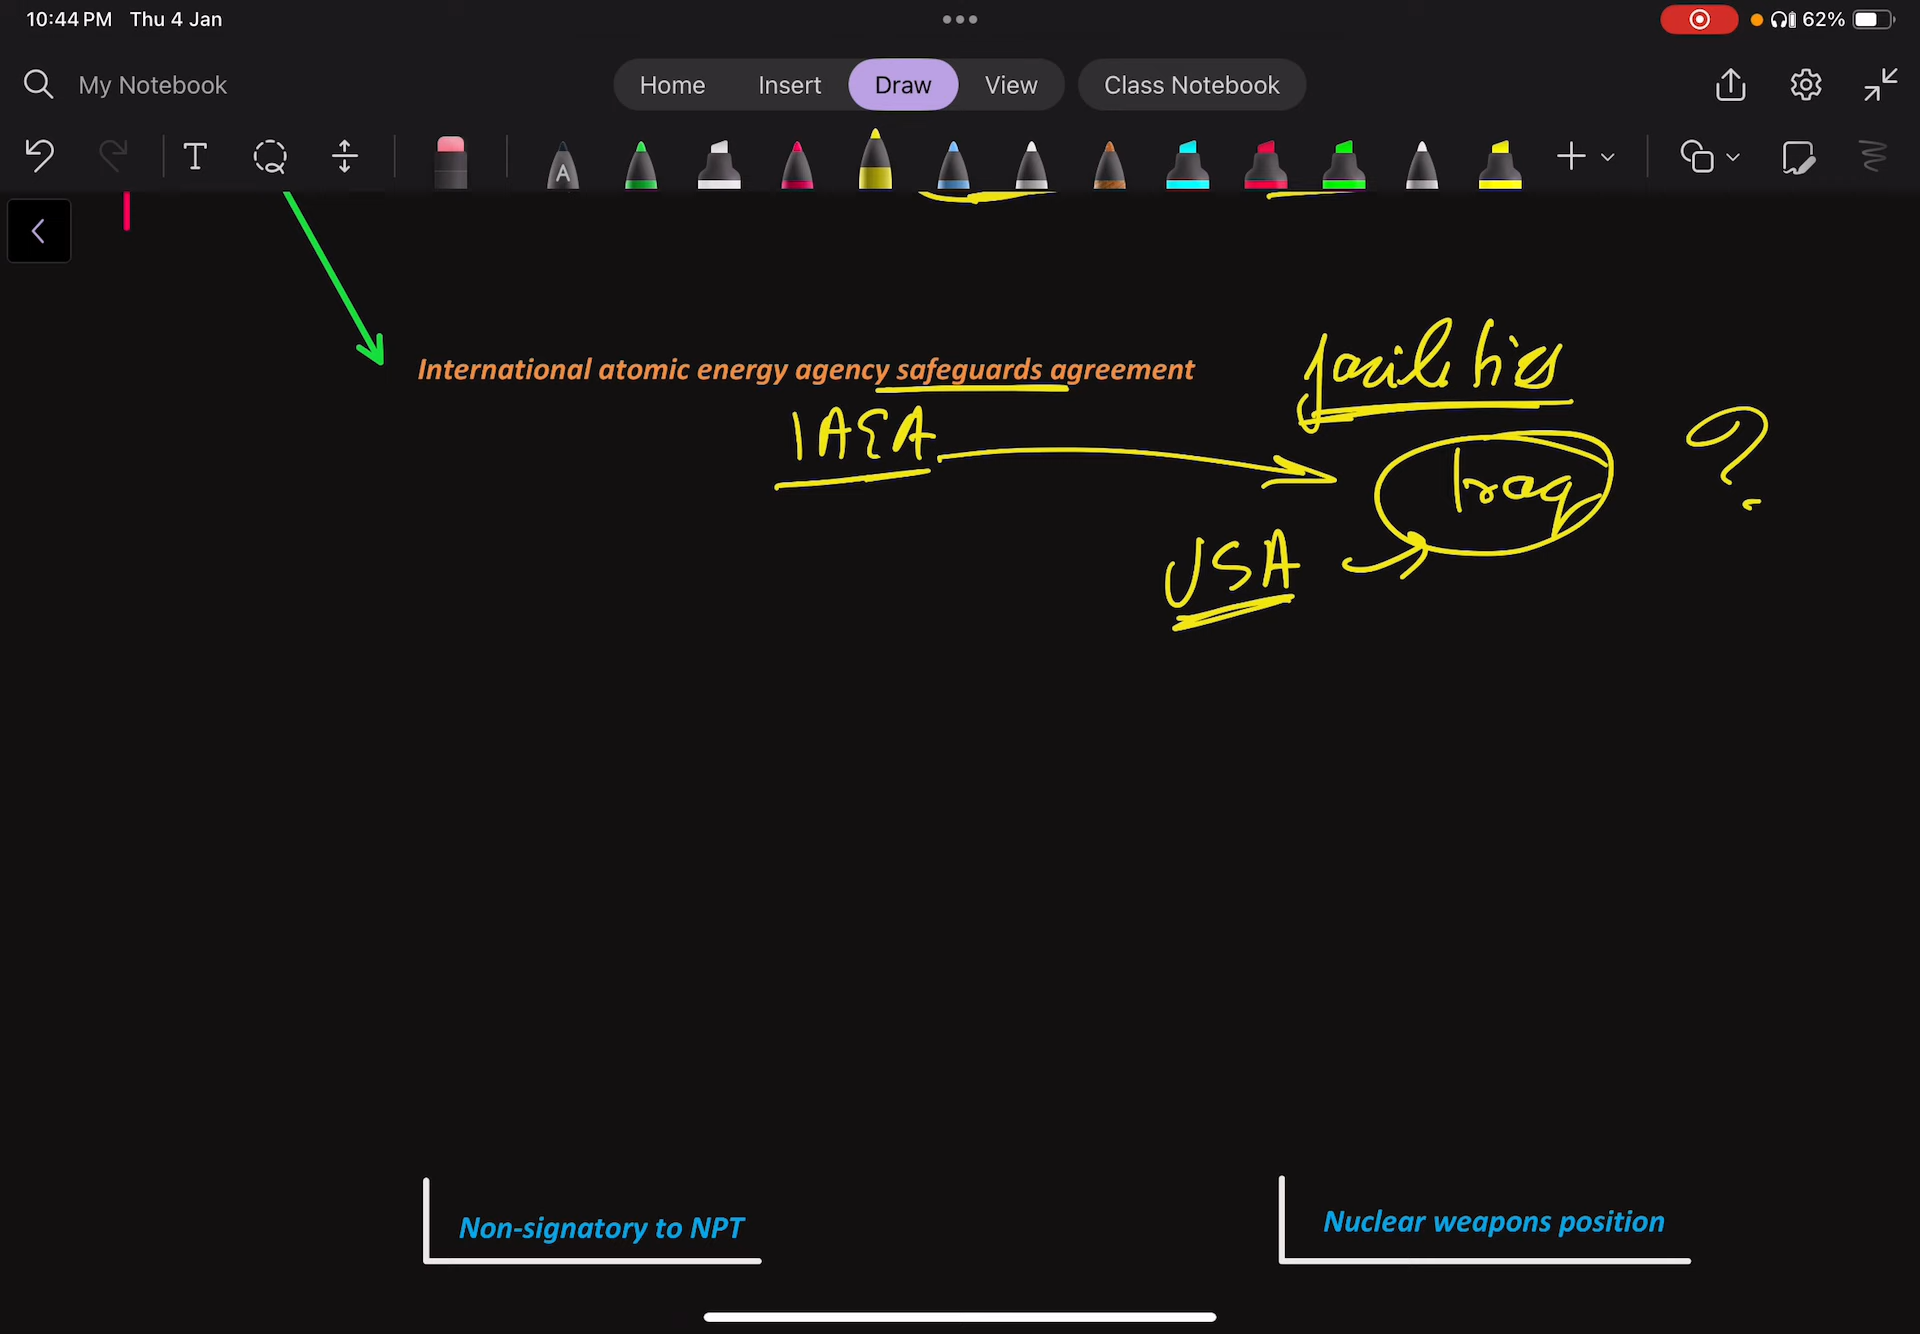 10:44 PM Thu 4 Jan
62%
My Notebook
Home Insert Draw View Class Notebook
T
A
International atomic energy agency safeguards agreement
facilities
IAEA
Iraq ?
USA
Non-signatory to NPT
Nuclear weapons position